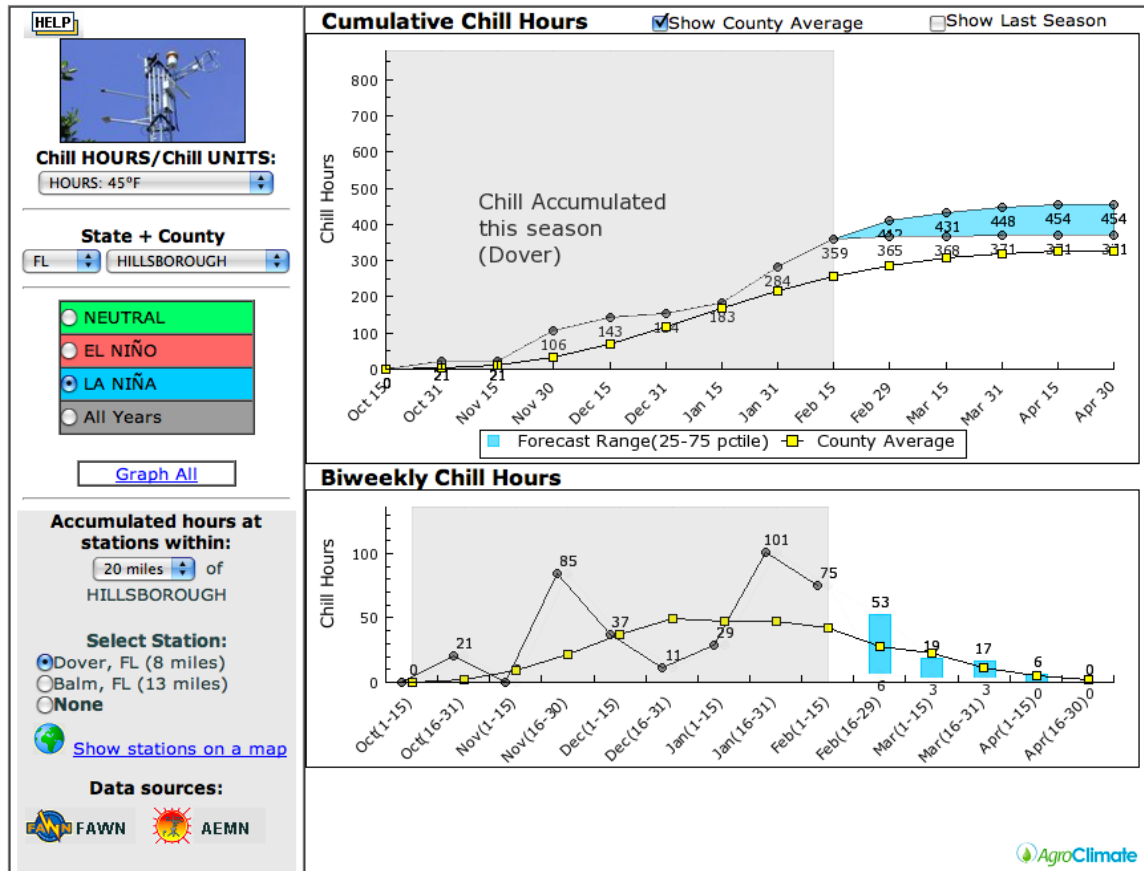 HELP
Chill HOURS/Chill UNITS:
HOURS: 45°F
State + County
FL HILLSBOROUGH
NEUTRAL
EL NIÑO
LA NIÑA
All Years
Graph All
Accumulated hours at
stations within:
20 miles of
HILLSBOROUGH
Select Station:
Dover, FL (8 miles)
Balm, FL (13 miles)
None
Show stations on a map
Data sources:
FAWN FAWN AEMN
Cumulative Chill Hours Show County Average Show Last Season
Chill Hours
800
700
600
500
400
300
200
100
0
Chill Accumulated
this season
(Dover)
0 21 21 106 143 154 183 284 359 412 431 448 454 454
365 368 371 371 371
Oct 15 Oct 31 Nov 15 Nov 30 Dec 15 Dec 31 Jan 15 Jan 31 Feb 15 Feb 29 Mar 15 Mar 31 Apr 15 Apr 30
Forecast Range(25-75 pctile) County Average
Biweekly Chill Hours
Chill Hours
100
50
0
0 21 85 37 11 29 101 75 53 19 17 6 0
6 3 3 0 0
Oct(1-15) Oct(16-31) Nov(1-15) Nov(16-30) Dec(1-15) Dec(16-31) Jan(1-15) Jan(16-31) Feb(1-15) Feb(16-29) Mar(1-15) Mar(16-31) Apr(1-15) Apr(16-30)
AgroClimate